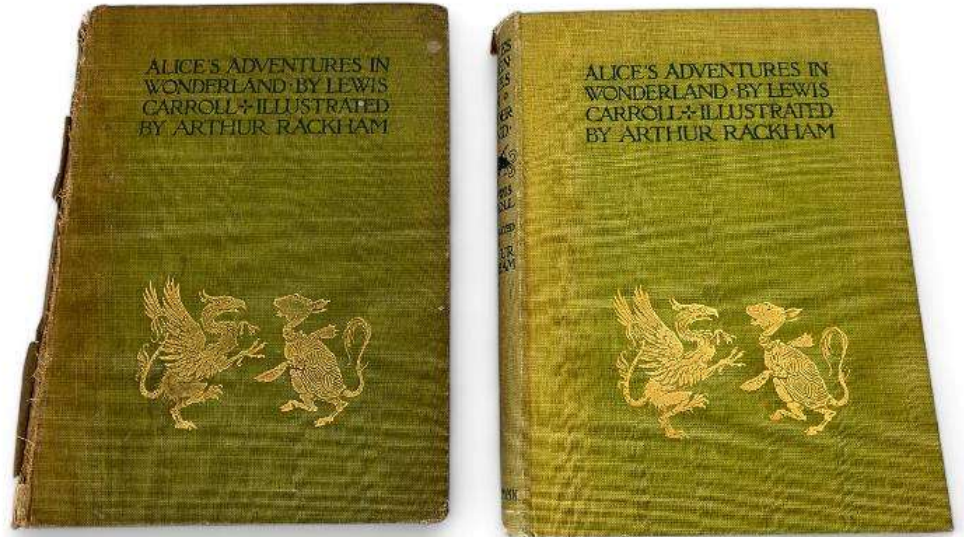 ALICE'S ADVENTURES IN
WONDERLAND·BY LEWIS
CARROLL✣ILLUSTRATED
BY ARTHUR RACKHAM
ALICE'S ADVENTURES IN
WONDERLAND·BY LEWIS
CARROLL✣ILLUSTRATED
BY ARTHUR RACKHAM